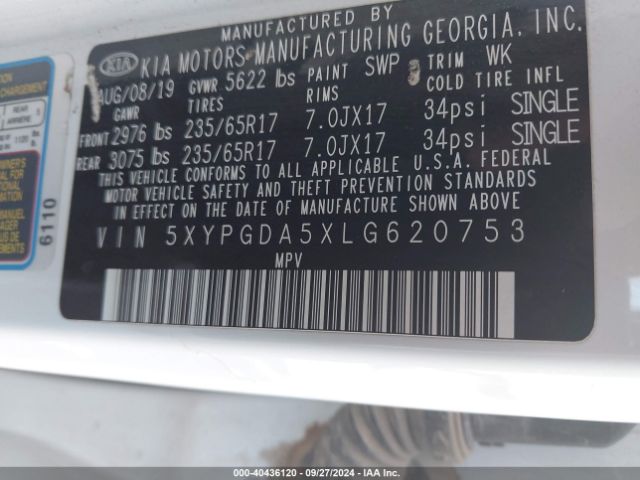 MANUFACTURED BY
KIA KIA MOTORS MANUFACTURING GEORGIA, INC.
AUG/08/19 GVWR 5622 lbs PAINT SWP TRIM WK
GAWR TIRES RIMS COLD TIRE INFL
FRONT 2976 lbs 235/65R17 7.0JX17 34psi SINGLE
REAR 3075 lbs 235/65R17 7.0JX17 34psi SINGLE
THIS VEHICLE CONFORMS TO ALL APPLICABLE U.S.A. FEDERAL
MOTOR VEHICLE SAFETY AND THEFT PREVENTION STANDARDS
IN EFFECT ON THE DATE OF MANUFACTURE SHOWN ABOVE
VIN 5XYPGDA5XLG620753
MPV
6110
REAR
ARRIERE
000-40436120 - 09/27/2024 - IAA Inc.